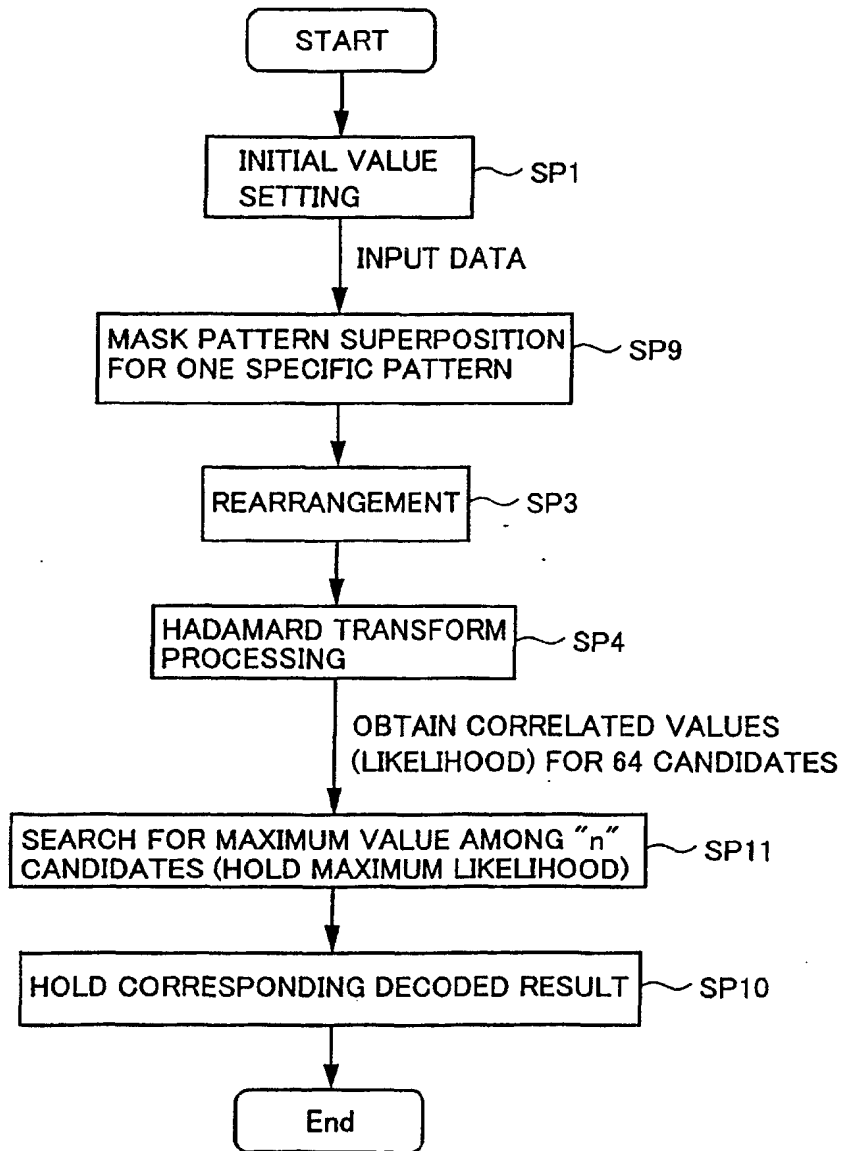 START
INITIAL VALUE
SETTING
SP1
INPUT DATA
MASK PATTERN SUPERPOSITION
FOR ONE SPECIFIC PATTERN
SP9
REARRANGEMENT
SP3
HADAMARD TRANSFORM
PROCESSING
SP4
OBTAIN CORRELATED VALUES
(LIKELIHOOD) FOR 64 CANDIDATES
SEARCH FOR MAXIMUM VALUE AMONG "n"
CANDIDATES (HOLD MAXIMUM LIKELIHOOD)
SP11
HOLD CORRESPONDING DECODED RESULT
SP10
End